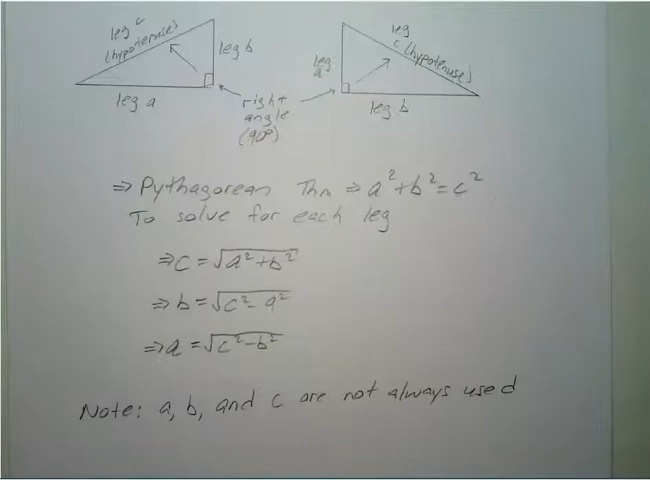 leg c
(hypotenuse)
leg b
leg a
leg
c (hypotenuse)
leg
a
leg b
right
angle
(90°)
⇒ Pythagorean Thm ⇒ a² + b² = c²
To solve for each leg
⇒ c = √a² + b²
⇒ b = √c² - a²
⇒ a = √c² - b²
Note: a, b, and c are not always used